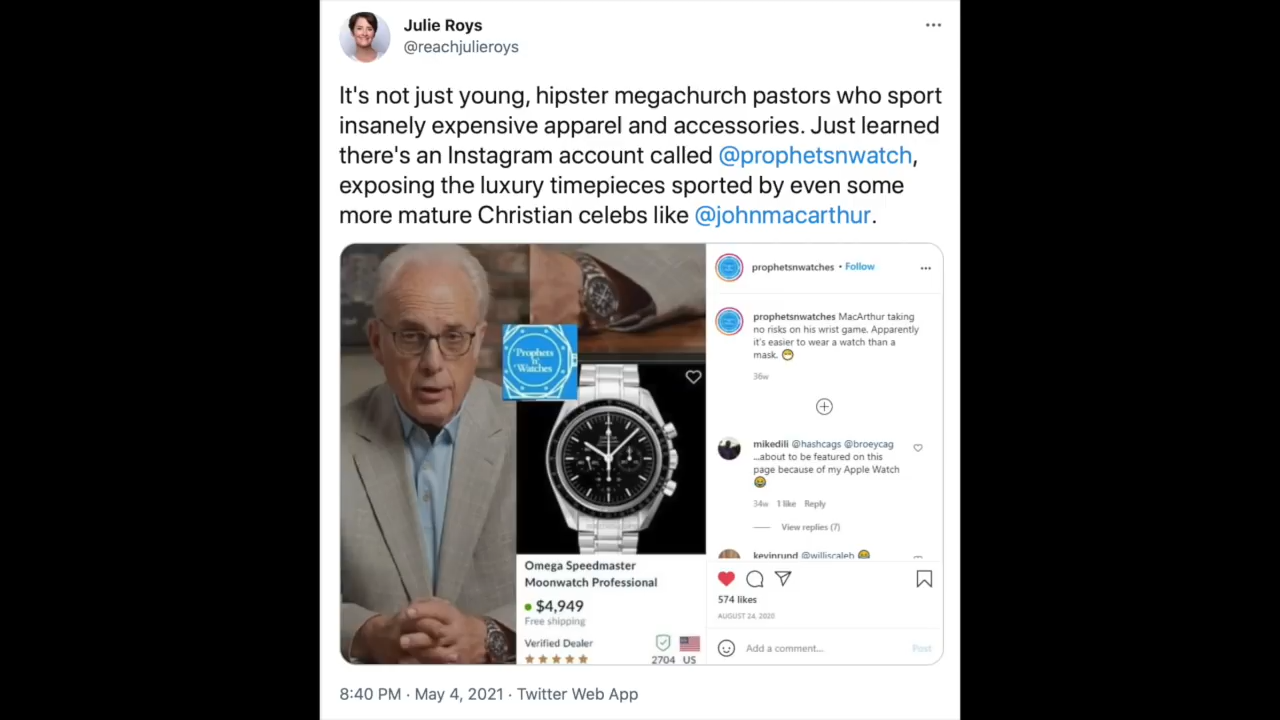 Julie Roys
@reachjulieroys
It's not just young, hipster megachurch pastors who sport
insanely expensive apparel and accessories. Just learned
there's an Instagram account called @prophetsnwatch,
exposing the luxury timepieces sported by even some
more mature Christian celebs like @johnmacarthur.
Prophets
n'
Watches
Omega Speedmaster
Moonwatch Professional
$4,949
Free shipping
Verified Dealer
2704 US
prophetsnwatches • Follow
prophetsnwatches MacArthur taking
no risks on his wrist game. Apparently
it's easier to wear a watch than a
mask. 😷
36w
mikedili @hashcags @broeycag
...about to be featured on this
page because of my Apple Watch
😂
34w 1 like Reply
View replies (7)
kevinrund @williscaleb 😂
574 likes
AUGUST 24, 2020
Add a comment...
Post
8:40 PM · May 4, 2021 · Twitter Web App